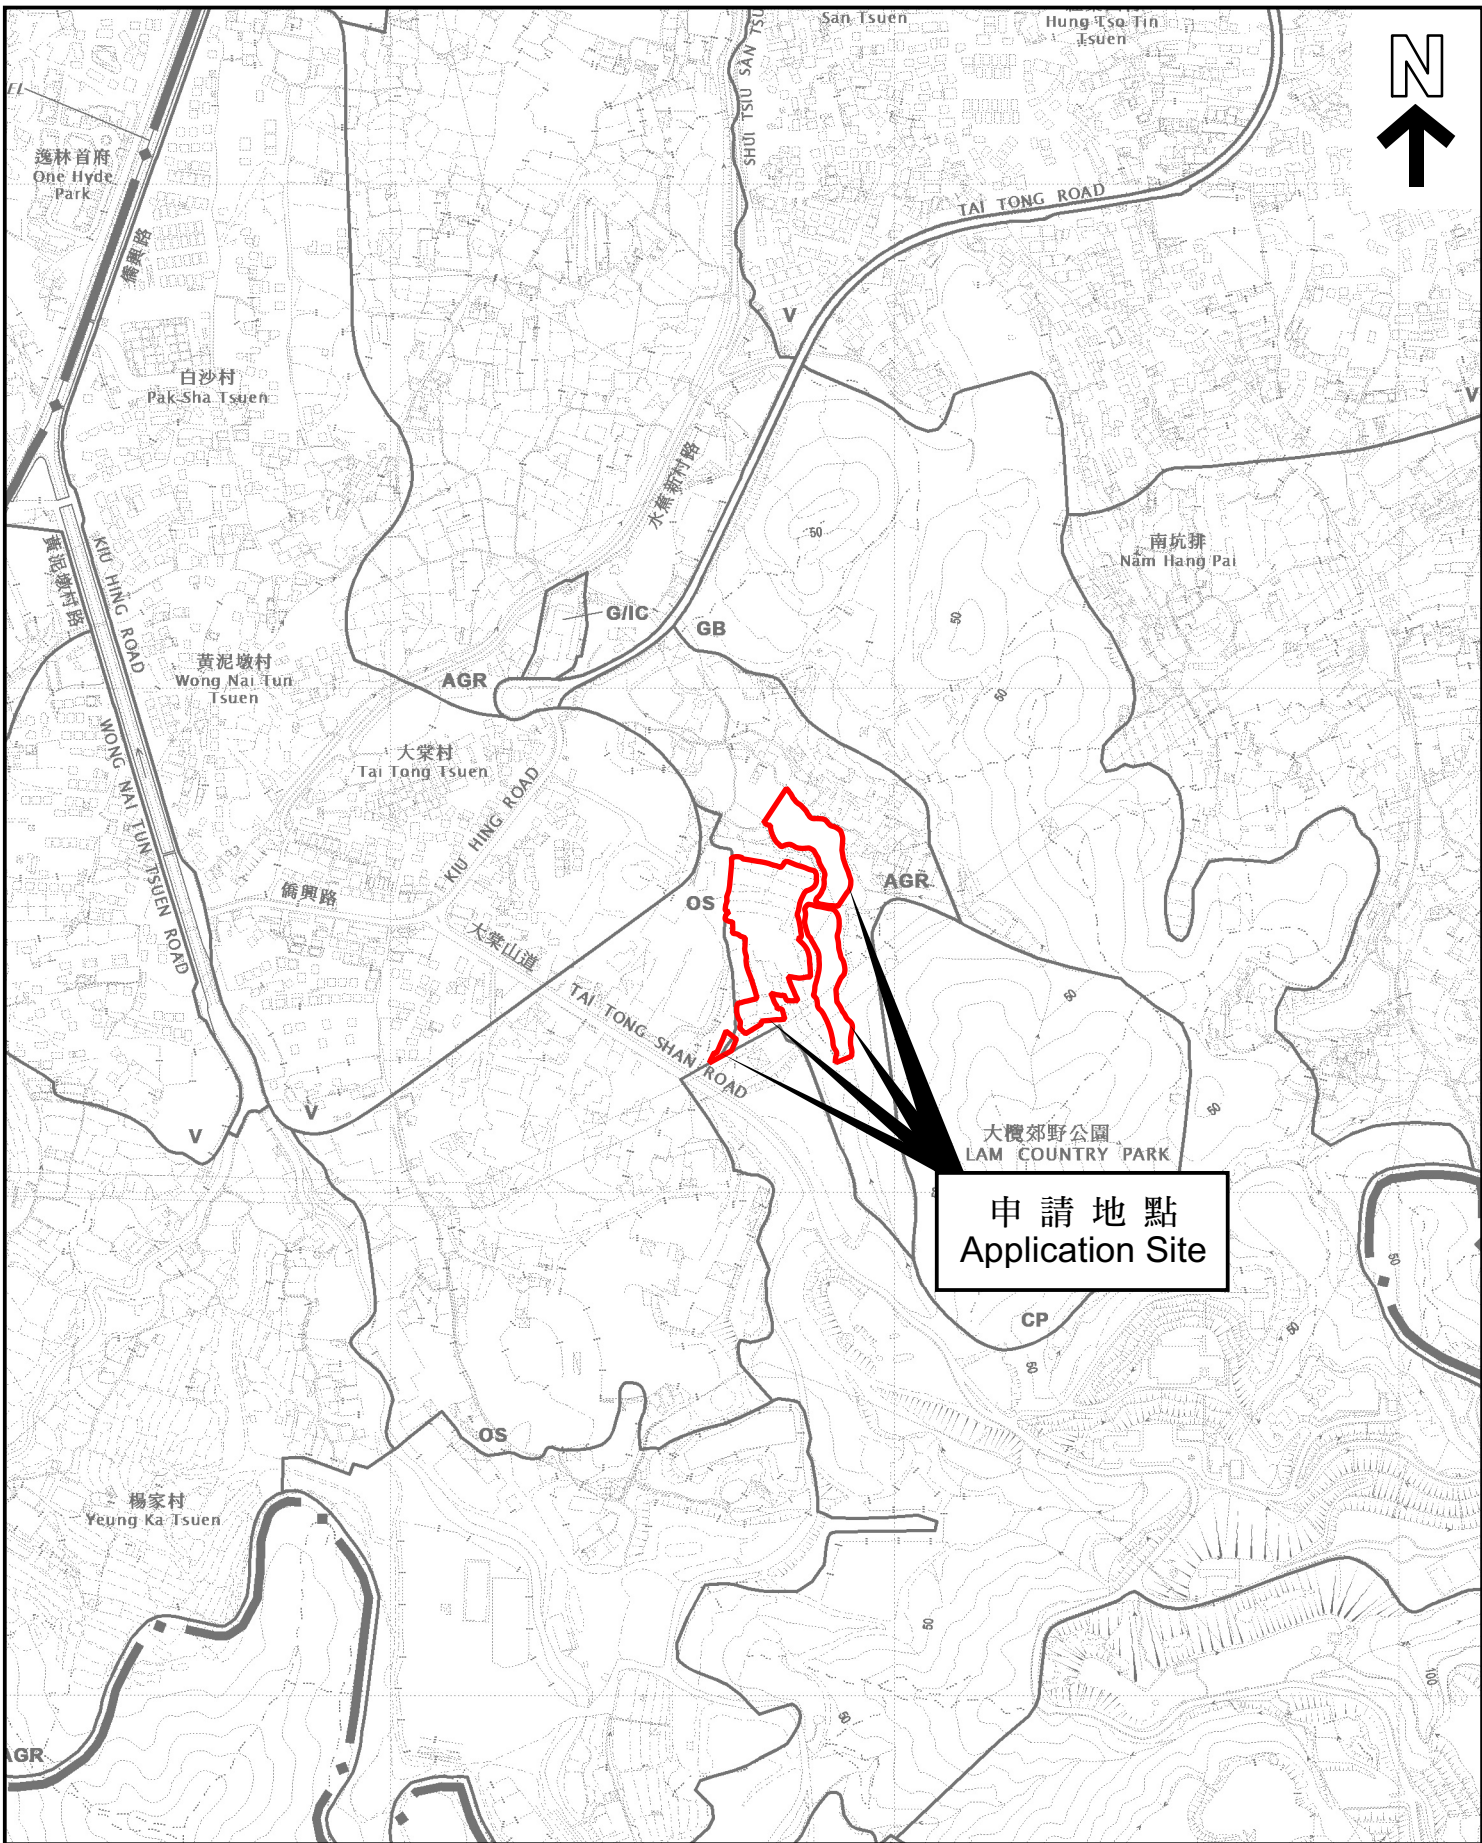 San Tsuen
Hung Tso Tin
Tsuen
N
EL
SHUI TSIU SAN TSU
逸林首府
One Hyde
Park
僑興路
TAI TONG ROAD
V
白沙村
Pak Sha Tsuen
V
水蕉新村路
50
南坑排
Nam Hang Pai
黃泥墩村路
KIU HING ROAD
G/IC
GB
50
黃泥墩村
Wong Nai Tun
Tsuen
AGR
50
WONG NAI TUN TSUEN ROAD
大棠村
Tai Tong Tsuen
KIU HING ROAD
僑興路
OS
AGR
大棠山道
TAI TONG SHAN ROAD
50
V
V
50
大欖郊野公園
LAM COUNTRY PARK
申請地點
Application Site
50
CP
50
50
OS
楊家村
Yeung Ka Tsuen
50
100
50
AGR